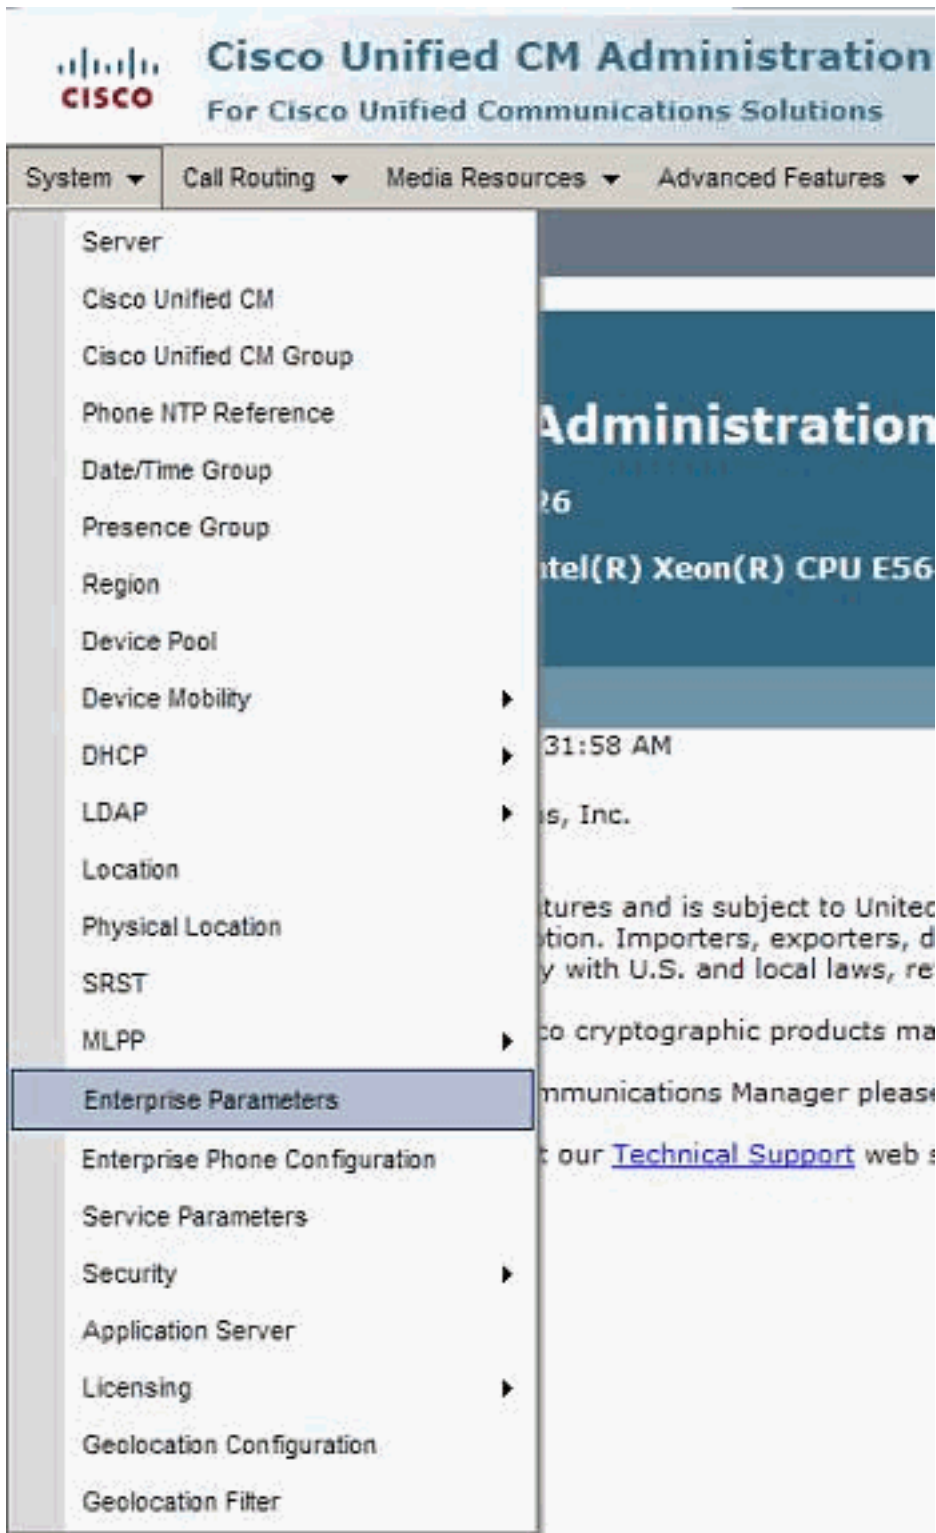 CISCO
Cisco Unified CM Administration
For Cisco Unified Communications Solutions
System Call Routing Media Resources Advanced Features
Server
Cisco Unified CM
Cisco Unified CM Group
Phone NTP Reference
Date/Time Group
Presence Group
Region
Device Pool
Device Mobility
DHCP
LDAP
Location
Physical Location
SRST
MLPP
Enterprise Parameters
Enterprise Phone Configuration
Service Parameters
Security
Application Server
Licensing
Geolocation Configuration
Geolocation Filter
Administration
26
ntel(R) Xeon(R) CPU E56
31:58 AM
s, Inc.
tures and is subject to United
tion. Importers, exporters, d
y with U.S. and local laws, re
co cryptographic products ma
mmunications Manager please
t our Technical Support web s